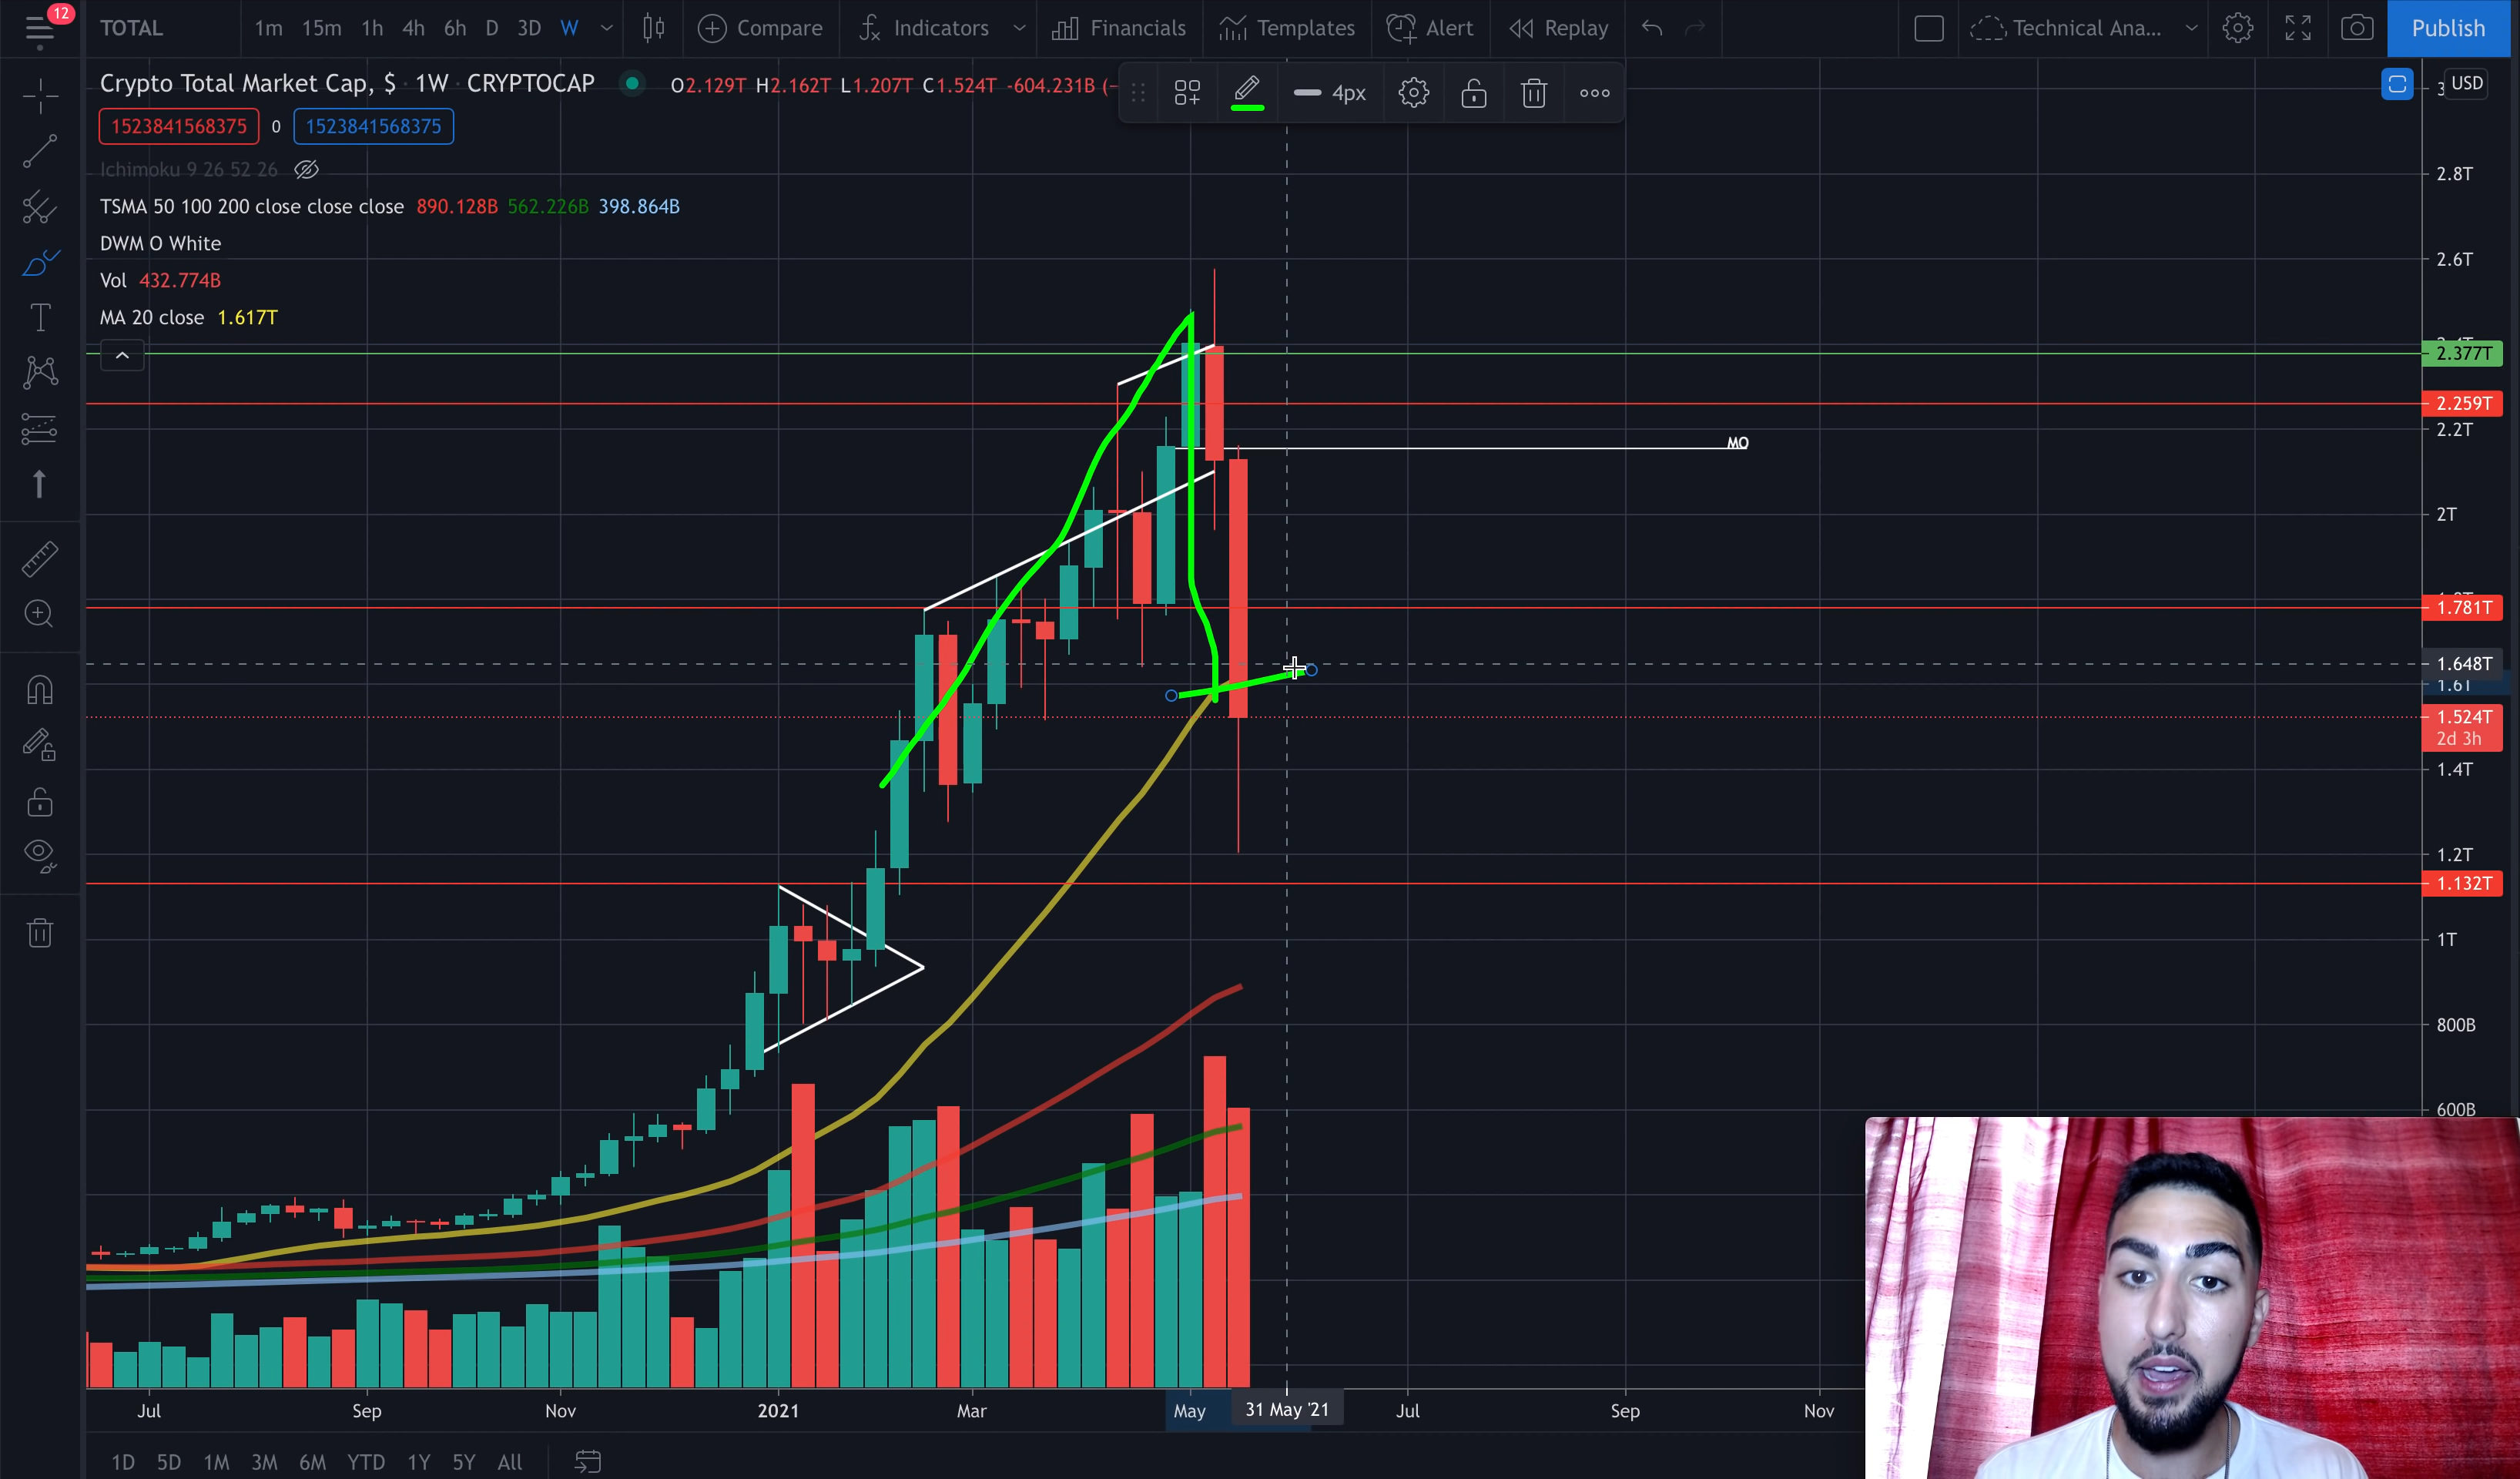 12
TOTAL 1m 15m 1h 4h 6h D 3D W Compare Indicators Financials Templates Alert Replay Technical Ana... Publish
Crypto Total Market Cap, $ · 1W · CRYPTOCAP O2.129T H2.162T L1.207T C1.524T -604.231B (−
4px
USD
1523841568375 0 1523841568375
Ichimoku 9 26 52 26
TSMA 50 100 200 close close close 890.128B 562.226B 398.864B
DWM O White
Vol 432.774B
MA 20 close 1.617T
2.8T
2.6T
2.377T
2.259T
2.2T
MO
2T
1.781T
1.648T
1.6T
1.524T
2d 3h
1.4T
1.2T
1.132T
1T
800B
600B
Jul Sep Nov 2021 Mar May 31 May '21 Jul Sep Nov
1D 5D 1M 3M 6M YTD 1Y 5Y All